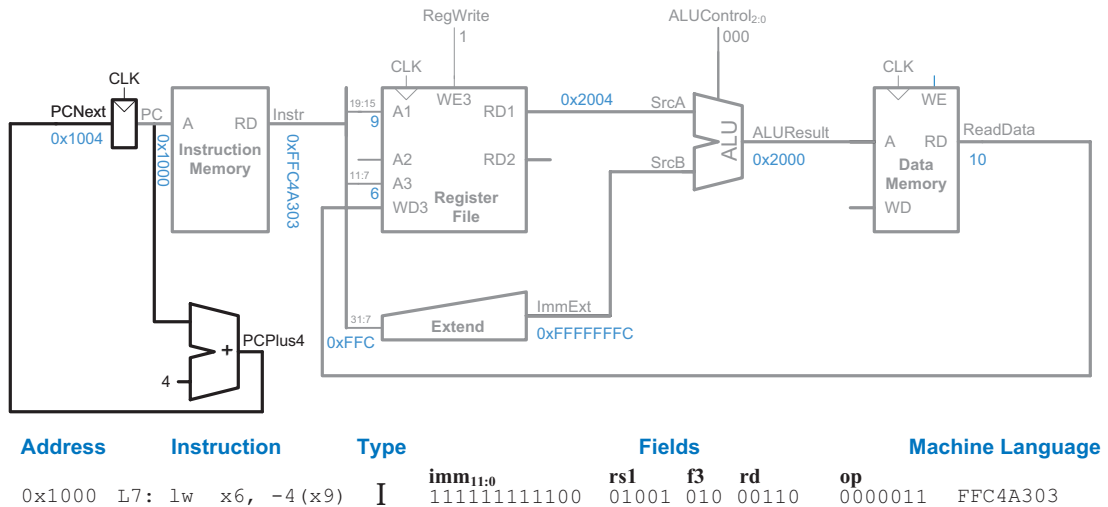 RegWrite
1
ALUControl2:0
000
CLK
CLK
CLK
PCNext
0x1004
PC
0x1000
A
RD
Instruction
Memory
Instr
0xFFC4A303
19:15
9
A1
WE3
RD1
0x2004
SrcA
A2
RD2
11:7
6
A3
WD3
Register
File
SrcB
ALU
ALUResult
0x2000
WE
A
RD
Data
Memory
WD
ReadData
10
31:7
0xFFC
Extend
ImmExt
0xFFFFFFFC
+
PCPlus4
4
Address Instruction Type Fields Machine Language
imm11:0 rs1 f3 rd op
0x1000 L7: lw x6, -4(x9) I 111111111100 01001 010 00110 0000011 FFC4A303